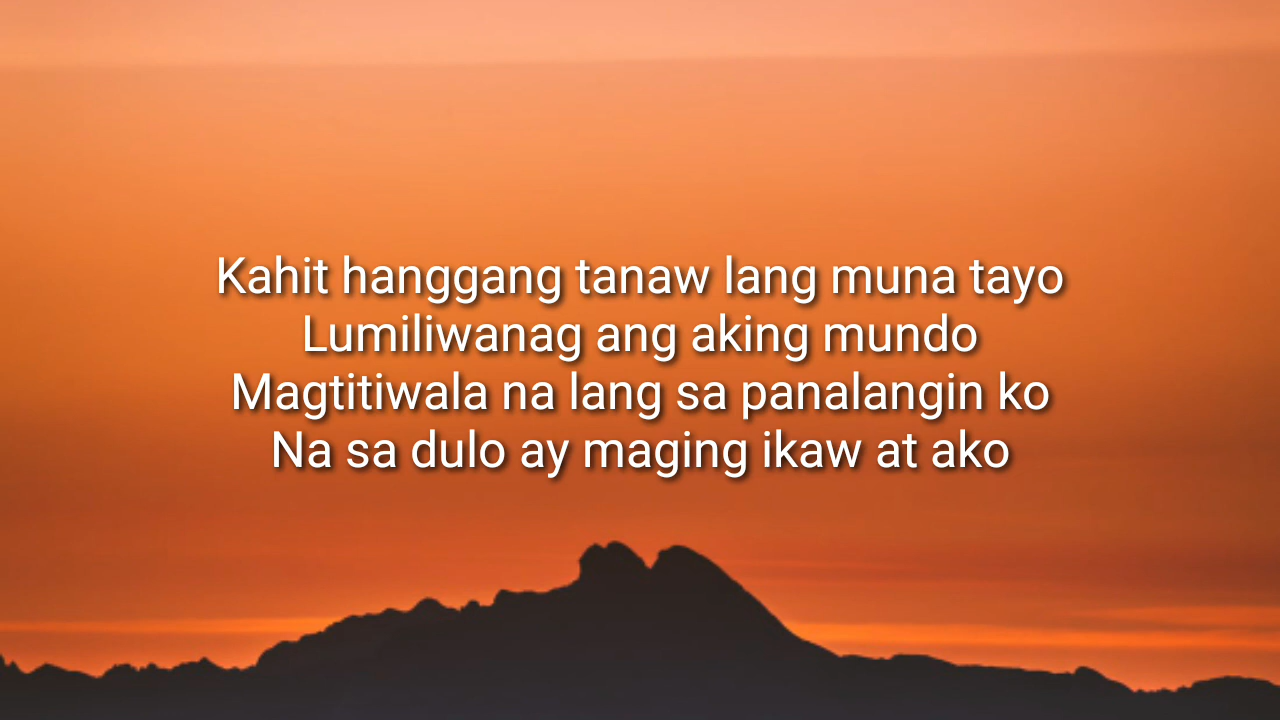 Kahit hanggang tanaw lang muna tayo
Lumiliwanag ang aking mundo
Magtitiwala na lang sa panalangin ko
Na sa dulo ay maging ikaw at ako